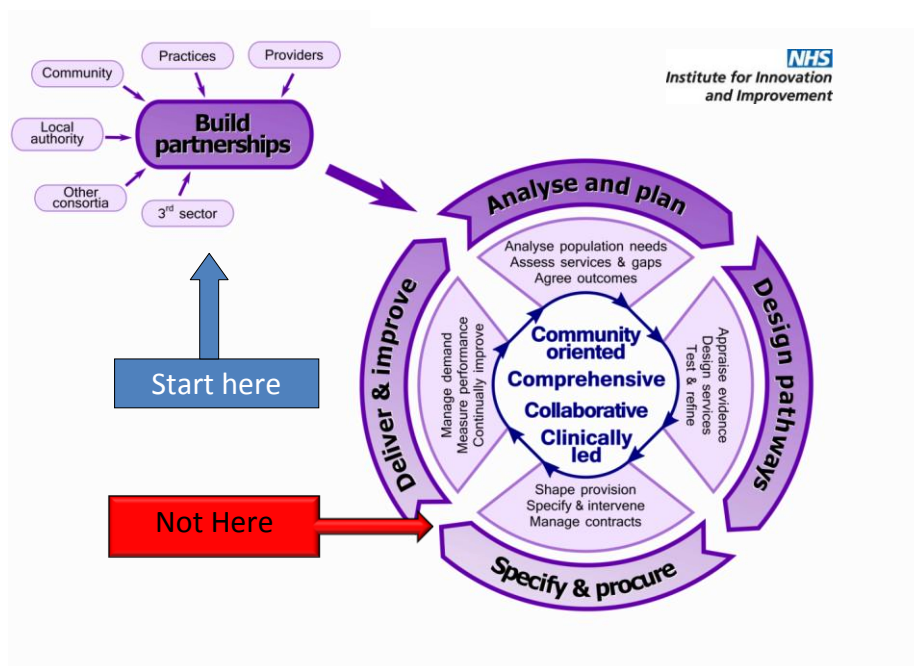 NHS
Institute for Innovation
and Improvement
Practices
Providers
Community
Local
authority
Other
consortia
3rd sector
Build
partnerships
Start here
Not Here
Analyse and plan
Analyse population needs
Assess services & gaps
Agree outcomes
Design pathways
Appraise evidence
Design services
Test & refine
Specify & procure
Shape provision
Specify & intervene
Manage contracts
Deliver & improve
Manage demand
Measure performance
Continually improve
Community
oriented
Comprehensive
Collaborative
Clinically
led